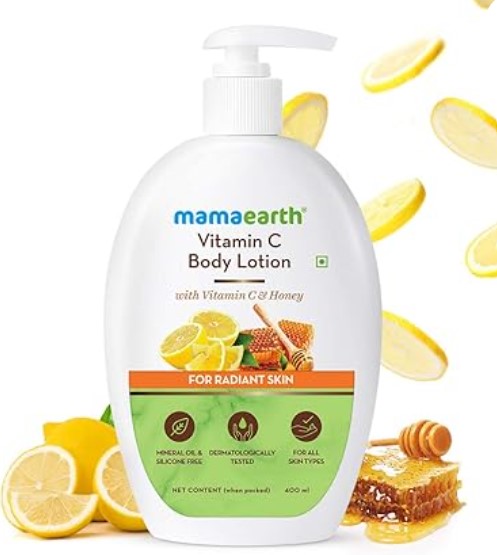 mamaearth®
Vitamin C
Body Lotion
with Vitamin C & Honey
FOR RADIANT SKIN
MINERAL OIL &
SILICONE FREE
DERMATOLOGICALLY
TESTED
FOR ALL
SKIN TYPES
NET CONTENT (when packed) 400 ml